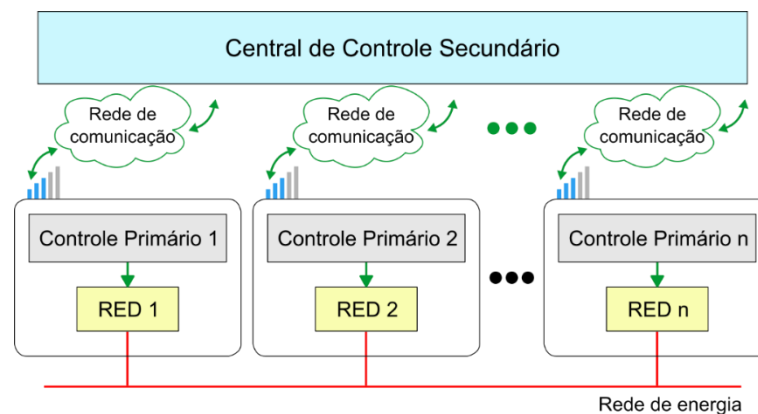 Central de Controle Secundário
Rede de
comunicação
Rede de
comunicação
Rede de
comunicação
Controle Primário 1
Controle Primário 2
Controle Primário n
RED 1
RED 2
RED n
Rede de energia